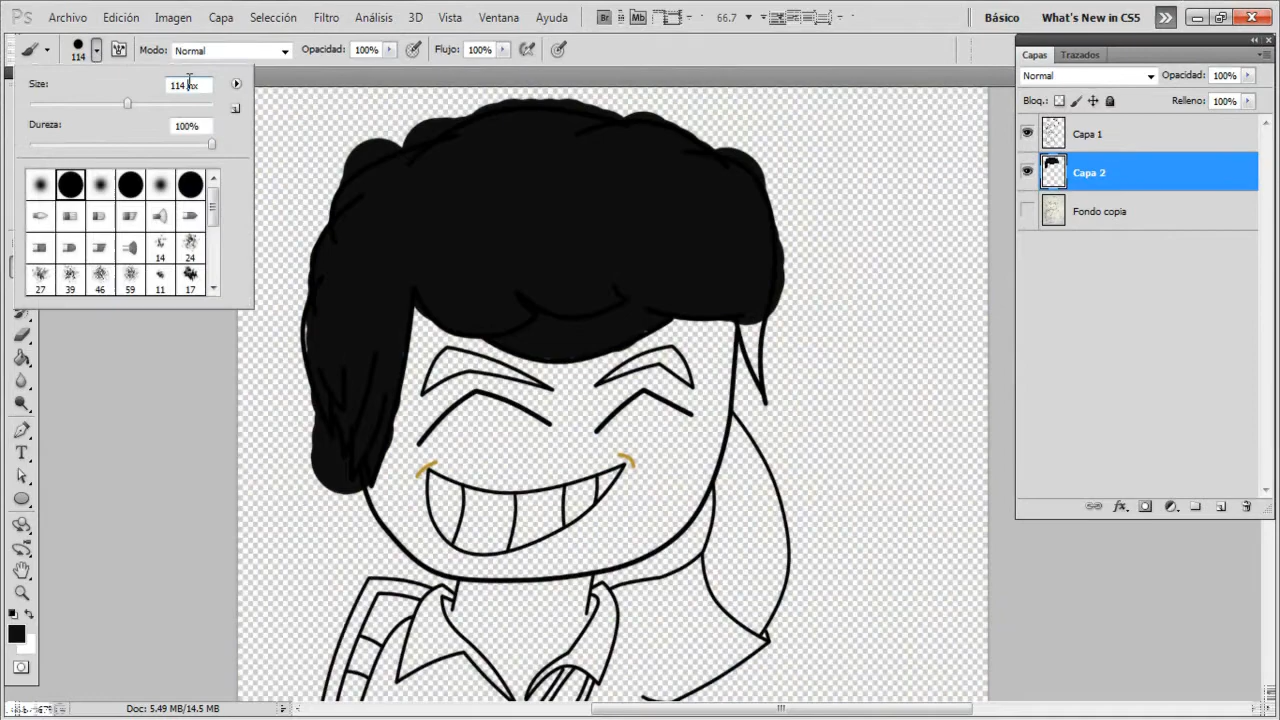 Ps Archivo Edición Imagen Capa Selección Filtro Análisis 3D Vista Ventana Br Mb 66.7 Básico What's New in CS5
114 Modo: Normal Opacidad: 100% Flujo: 100%
Capas Trazados
Size: 114
Normal Opacidad: 100%
Bloq.: Relleno: 100%
Dureza: 100%
Capa 1
Capa 2
Fondo copia
14 24
27 39 46 59 11 17
T
Doc: 5.49 MB/14.5 MB